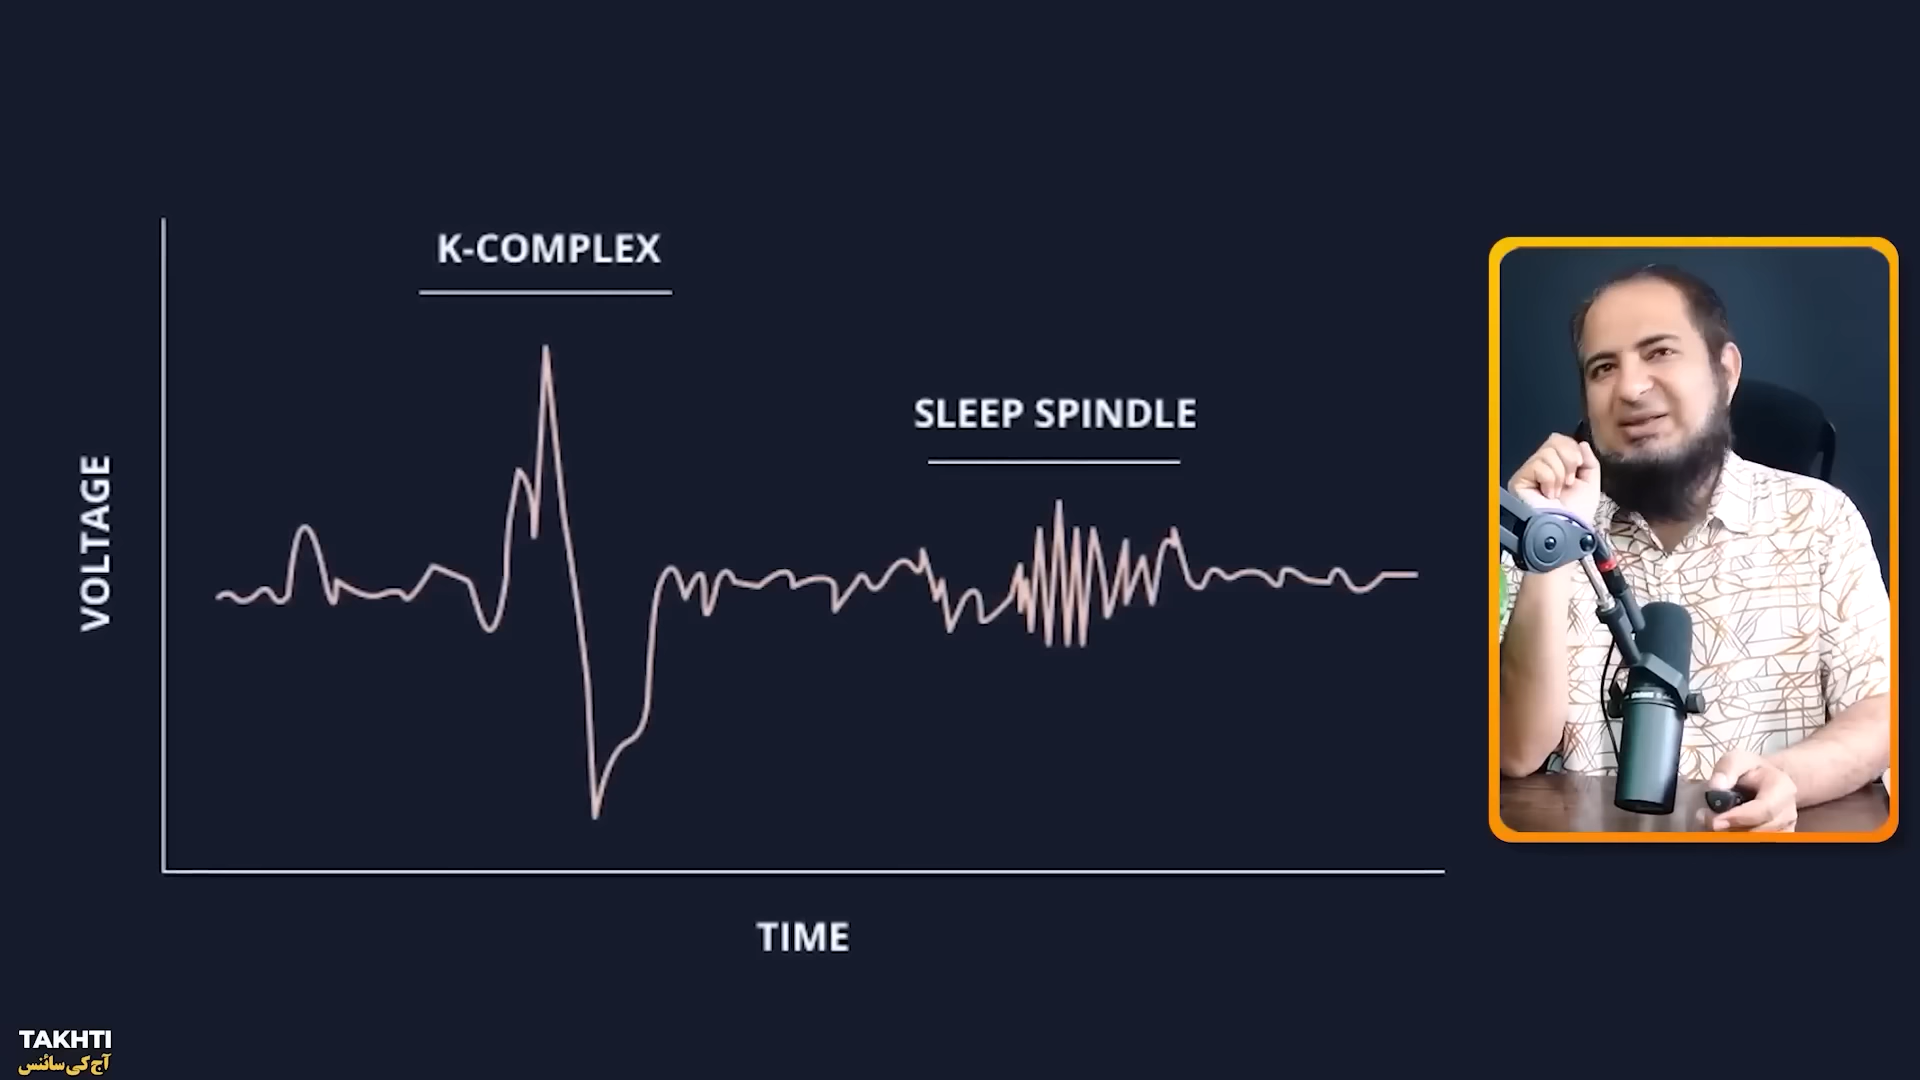 K-COMPLEX
SLEEP SPINDLE
VOLTAGE
TIME
TAKHTI
آج کی سائنس